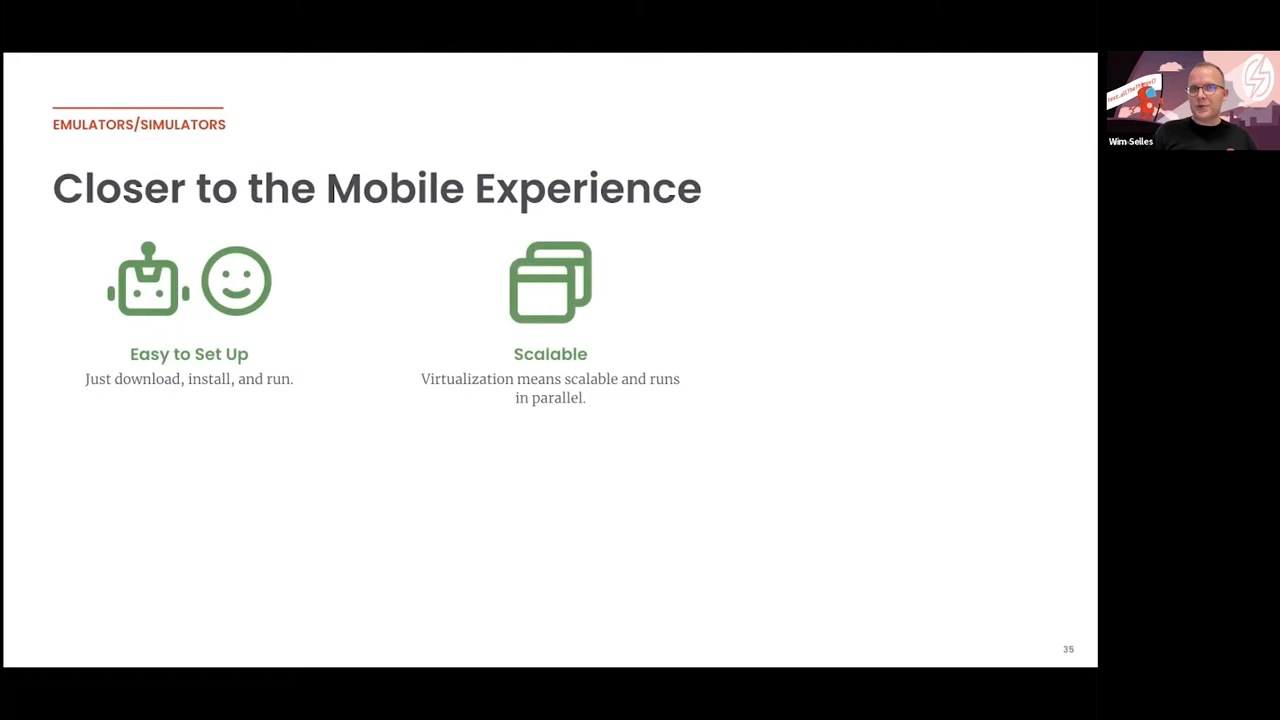 EMULATORS/SIMULATORS
Closer to the Mobile Experience
Easy to Set Up
Just download, install, and run.
Scalable
Virtualization means scalable and runs
in parallel.
35
Wim Selles